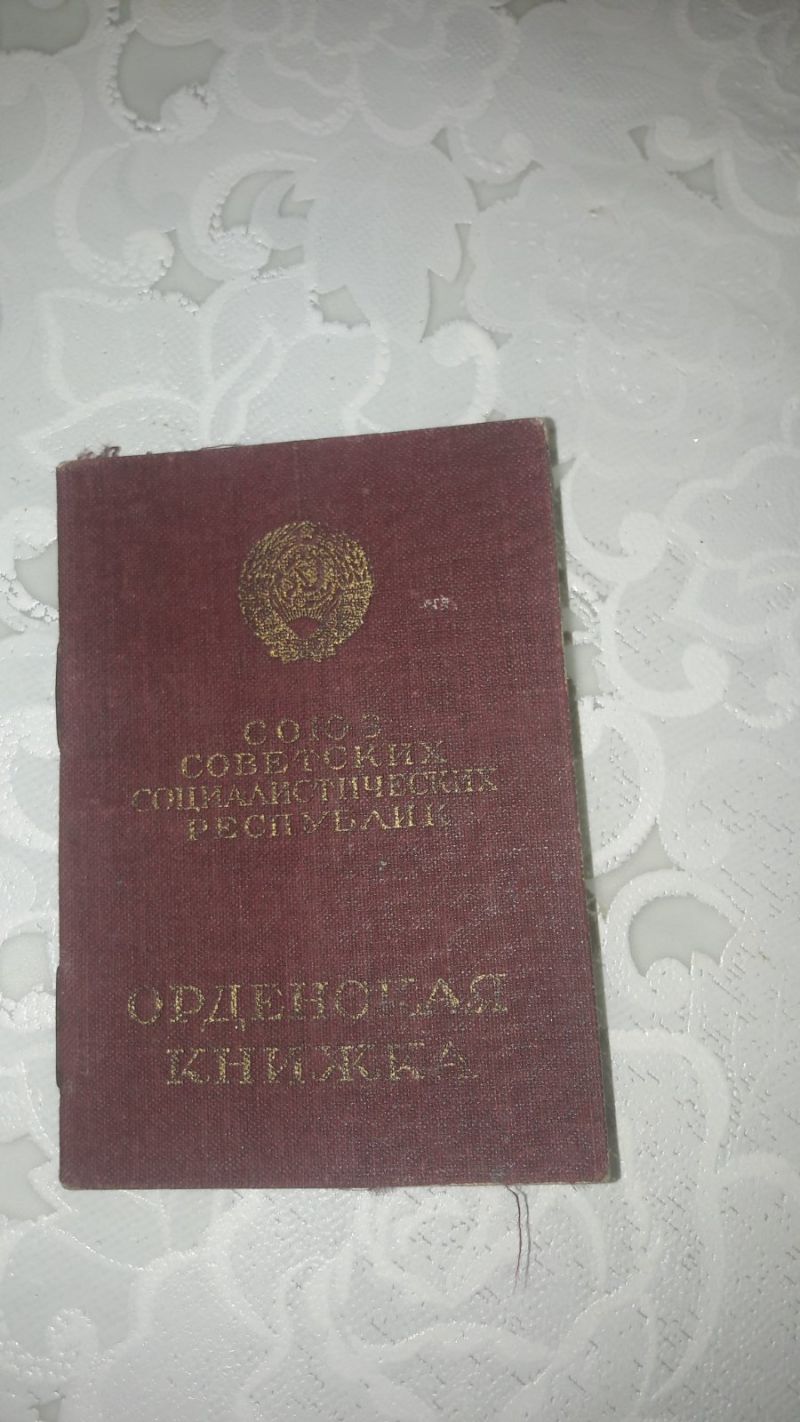 СОЮЗ
СОВЕТСКИХ
СОЦИАЛИСТИЧЕСКИХ
РЕСПУБЛИК
ОРДЕНСКАЯ
КНИЖКА